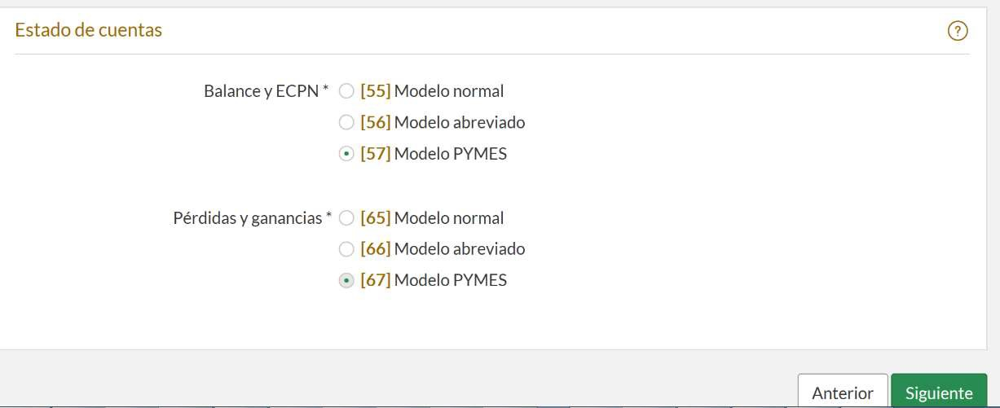 Estado de cuentas
?
Balance y ECPN * [55] Modelo normal
[56] Modelo abreviado
[57] Modelo PYMES
Pérdidas y ganancias * [65] Modelo normal
[66] Modelo abreviado
[67] Modelo PYMES
Anterior Siguiente